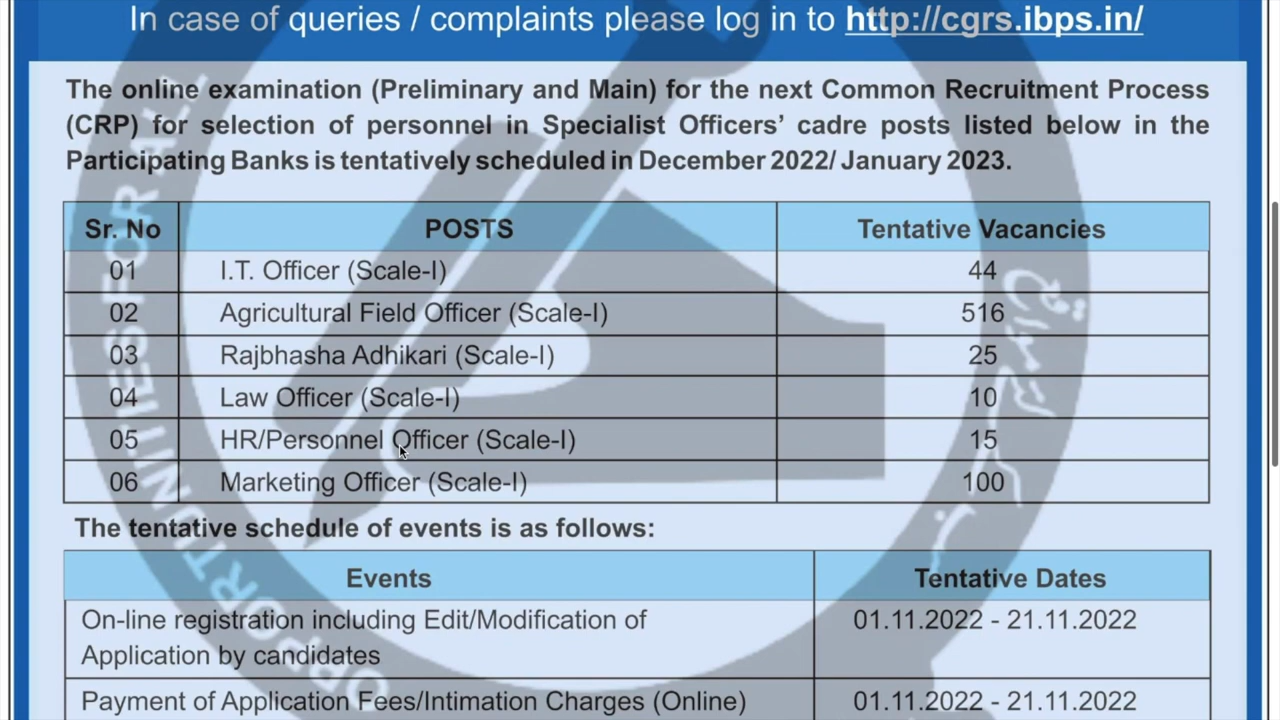 In case of queries / complaints please log in to http://cgrs.ibps.in/
The online examination (Preliminary and Main) for the next Common Recruitment Process
(CRP) for selection of personnel in Specialist Officers' cadre posts listed below in the
Participating Banks is tentatively scheduled in December 2022/ January 2023.
Sr. No POSTS Tentative Vacancies
01 I.T. Officer (Scale-I) 44
02 Agricultural Field Officer (Scale-I) 516
03 Rajbhasha Adhikari (Scale-I) 25
04 Law Officer (Scale-I) 10
05 HR/Personnel Officer (Scale-I) 15
06 Marketing Officer (Scale-I) 100
The tentative schedule of events is as follows:
Events Tentative Dates
On-line registration including Edit/Modification of 01.11.2022 - 21.11.2022
Application by candidates
Payment of Application Fees/Intimation Charges (Online) 01.11.2022 - 21.11.2022
OPPORTUNITIES FOR ALL